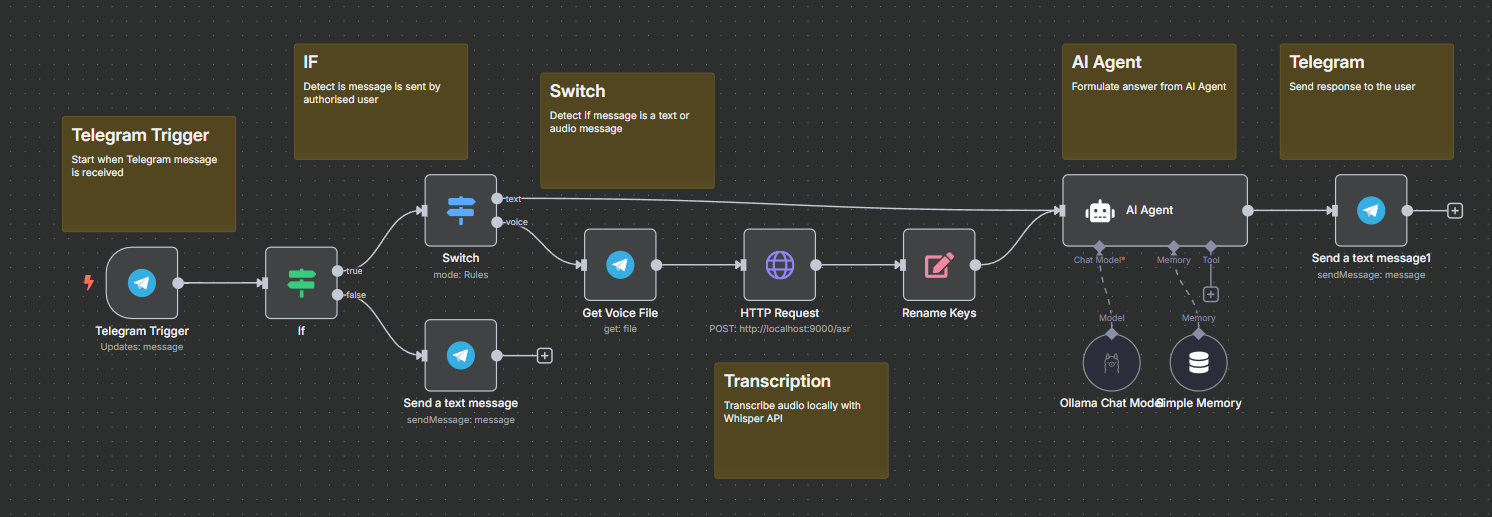 IF
Detect is message is sent by
authorised user
Switch
Detect if message is a text or
audio message
AI Agent
Formulate answer from AI Agent
Telegram
Send response to the user
Telegram Trigger
Start when Telegram message
is received
text
voice
Switch
mode: Rules
true
false
Telegram Trigger
Updates: message
If
Send a text message
sendMessage: message
Get Voice File
get: file
HTTP Request
POST: http://localhost:9000/asr
Rename Keys
Transcription
Transcribe audio locally with
Whisper API
AI Agent
Chat Model*
Memory
Tool
Model
Memory
Ollama Chat Model
Simple Memory
Send a text message1
sendMessage: message